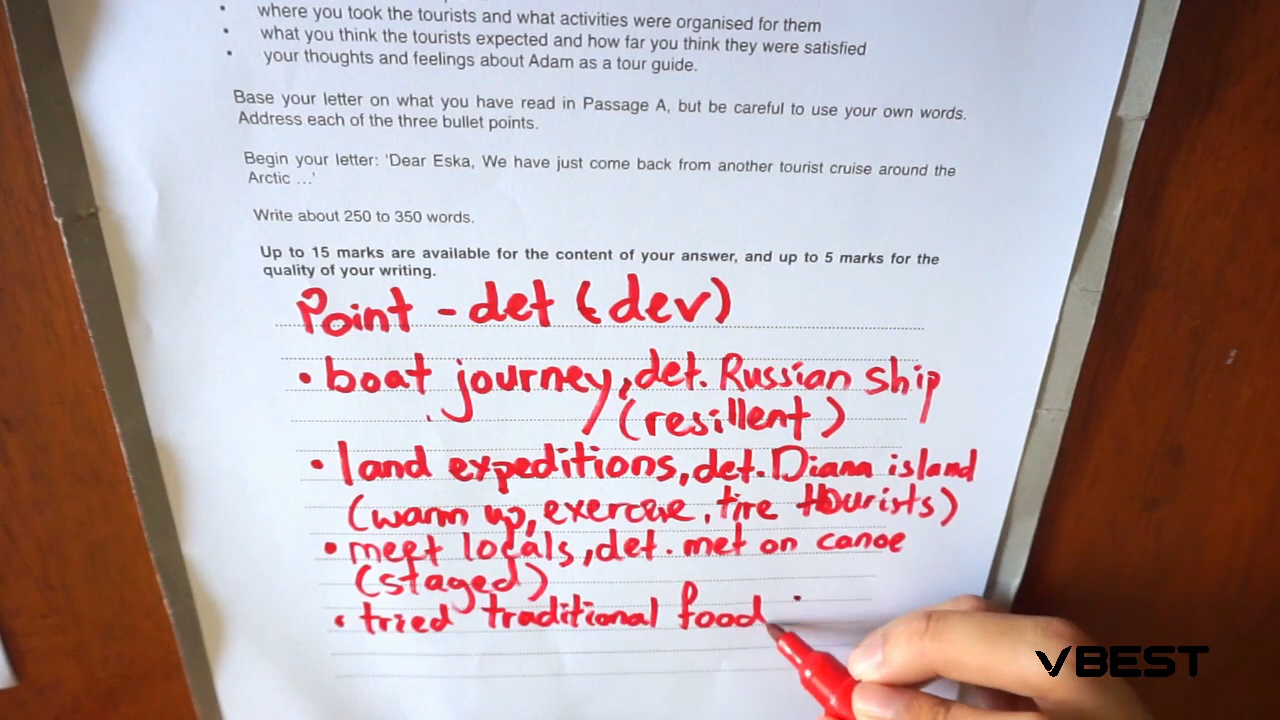 • where you took the tourists and what activities were organised for them
• what you think the tourists expected and how far you think they were satisfied
• your thoughts and feelings about Adam as a tour guide.
Base your letter on what you have read in Passage A, but be careful to use your own words.
Address each of the three bullet points.
Begin your letter: 'Dear Eska, We have just come back from another tourist cruise around the
Arctic ...'
Write about 250 to 350 words.
Up to 15 marks are available for the content of your answer, and up to 5 marks for the
quality of your writing.
Point - det (dev)
• boat journey, det. Russian ship
(resillent)
• land expeditions, det. Diana island
(warm up, exercise, tire tourists)
• meet locals, det. met on canoe
(staged)
• tried traditional food
VBEST